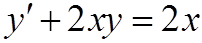 y′ + 2xy = 2x